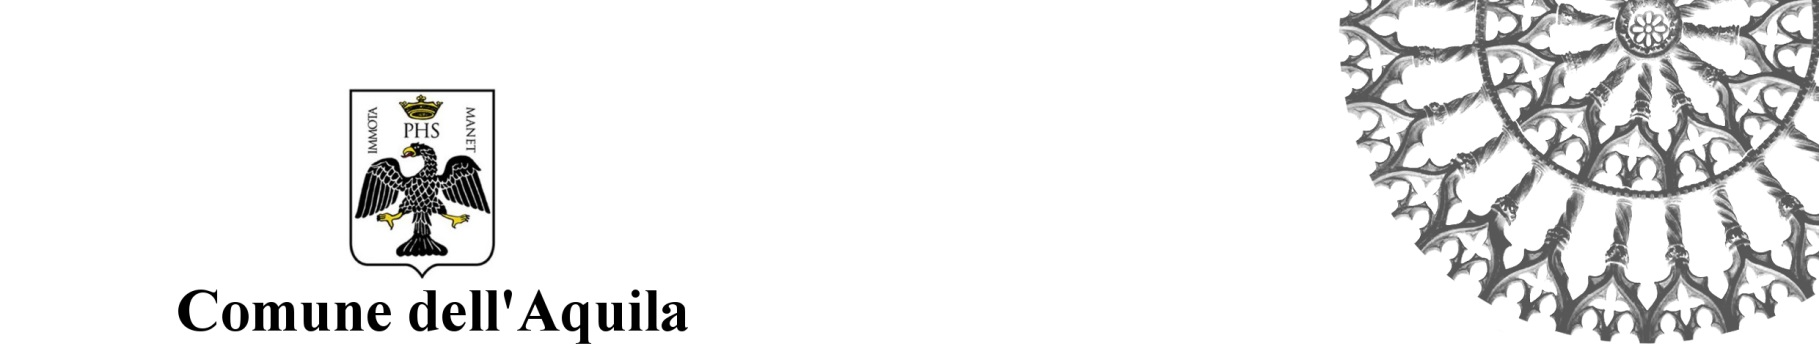 IMMOTA
MANET
PHS
Comune dell'Aquila